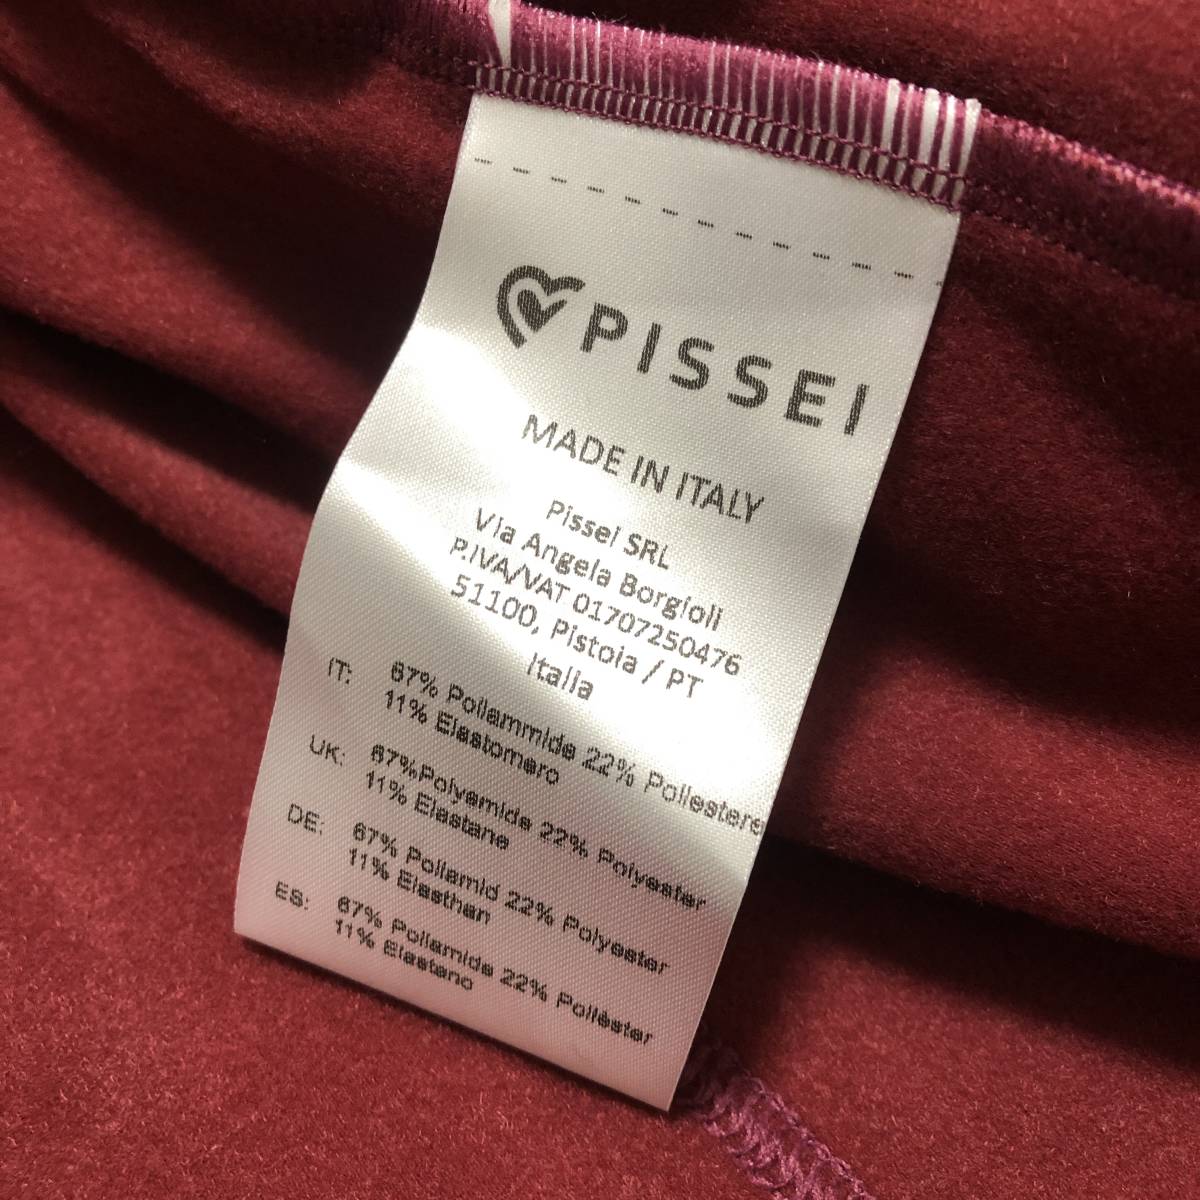 PISSEI
MADE IN ITALY
Pissei SRL
Via Angela Borgioli
P.IVA/VAT 01707250476
51100, Pistoia / PT
Italia
IT: 67% Poliammide 22% Poliestere
11% Elastomero
UK: 67%Polyamide 22% Polyester
11% Elastane
DE: 67% Poliamid 22% Polyester
11% Elasthan
ES: 67% Poliamida 22% Poliéster
11% Elastano